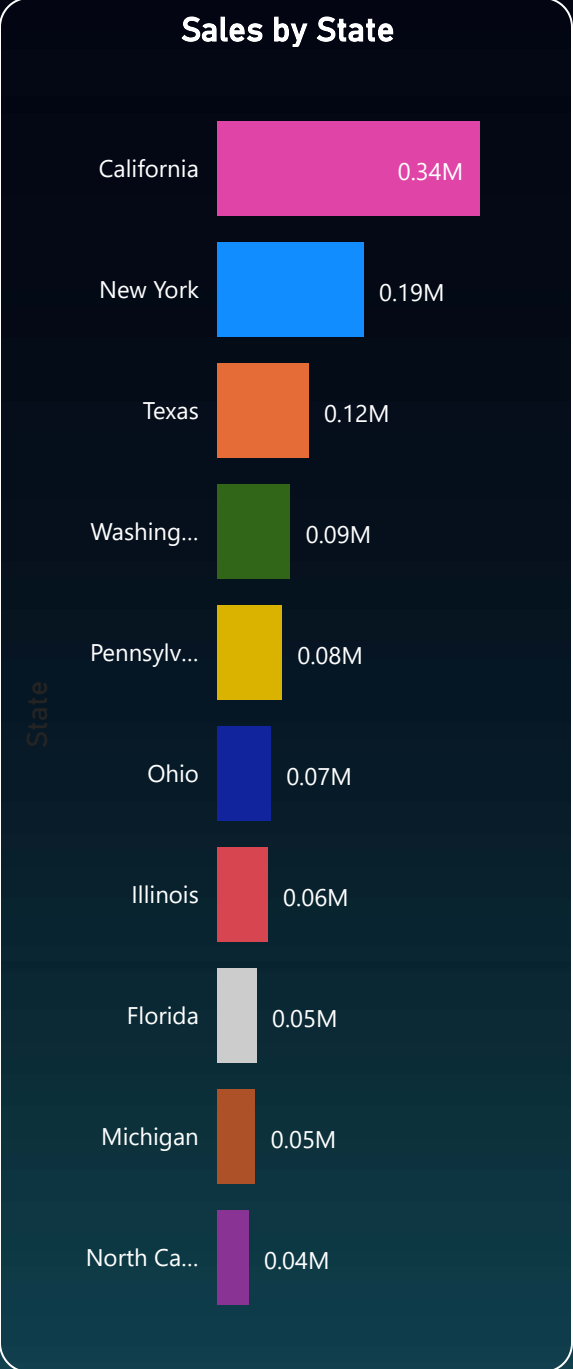 Sales by State
California 0.34M
New York 0.19M
Texas 0.12M
Washing... 0.09M
Pennsylv... 0.08M
State
Ohio 0.07M
Illinois 0.06M
Florida 0.05M
Michigan 0.05M
North Ca... 0.04M